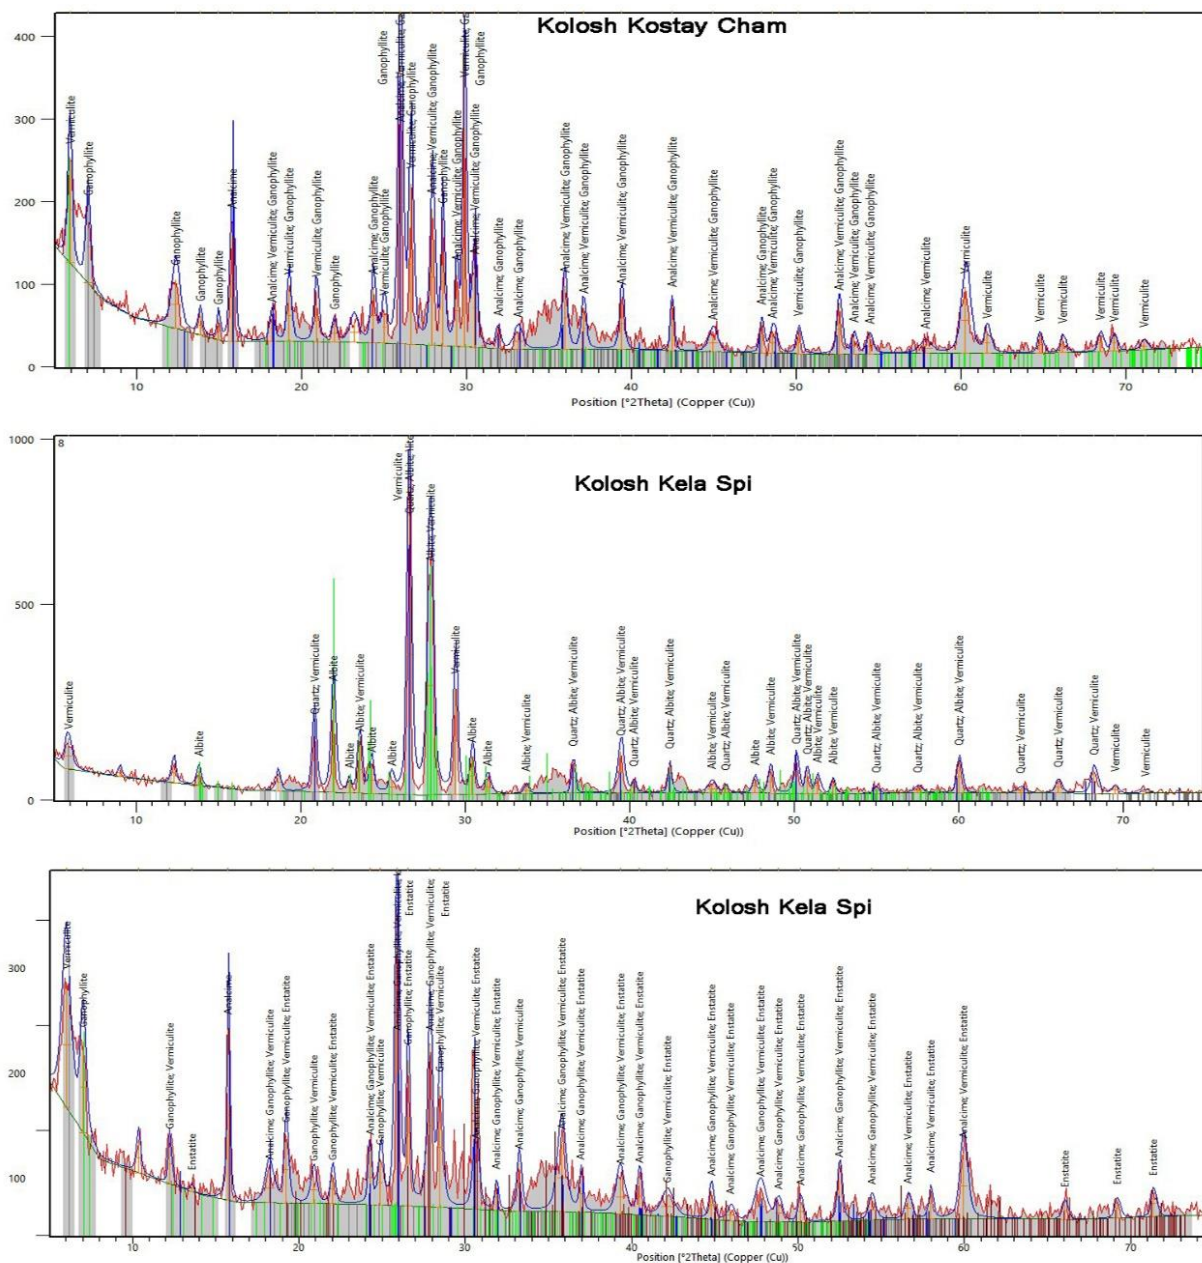 Kolosh Kostay Cham
400
300
200
100
0
Vermiculite
Ganophyllite
Ganophyllite
Ganophyllite
Ganophyllite
Analcime
Analcime; Vermiculite; Ganophyllite
Vermiculite; Ganophyllite
Vermiculite; Ganophyllite
Ganophyllite
Analcime; Ganophyllite
Vermiculite; Ganophyllite
Ganophyllite
Analcime; Vermiculite; Ga
Vermiculite; Ganophyllite
Analcime; Vermiculite; Ganophyllite
Ganophyllite
Analcime; Vermiculite; Ganophyllite
Vermiculite; Ga
Analcime; Vermiculite; Ganophyllite
Ganophyllite
Analcime; Ganophyllite
Analcime; Ganophyllite
Analcime; Vermiculite; Ganophyllite
Analcime; Vermiculite; Ganophyllite
Analcime; Vermiculite; Ganophyllite
Analcime; Vermiculite; Ganophyllite
Analcime; Vermiculite; Ganophyllite
Analcime; Ganophyllite
Analcime; Vermiculite; Ganophyllite
Vermiculite; Ganophyllite
Analcime; Vermiculite; Ganophyllite
Analcime; Vermiculite; Ganophyllite
Analcime; Vermiculite; Ganophyllite
Analcime; Vermiculite
Vermiculite
Vermiculite
Vermiculite
Vermiculite
Vermiculite
Vermiculite
Vermiculite
10 20 30 40 50 60 70
Position [°2Theta] (Copper (Cu))
8
Kolosh Kela Spi
1000
500
0
Vermiculite
Albite
Quartz; Vermiculite
Albite
Albite
Albite; Vermiculite
Albite
Albite
Vermiculite
Quartz; Albite; Vermiculite
Albite; Vermiculite
Vermiculite
Albite
Albite
Albite; Vermiculite
Quartz; Albite; Vermiculite
Quartz; Albite; Vermiculite
Quartz; Albite; Vermiculite
Quartz; Albite; Vermiculite
Albite; Vermiculite
Quartz; Albite; Vermiculite
Albite
Albite; Vermiculite
Quartz; Albite; Vermiculite
Quartz; Albite; Vermiculite
Albite; Vermiculite
Albite; Vermiculite
Quartz; Albite; Vermiculite
Quartz; Albite; Vermiculite
Quartz; Albite; Vermiculite
Quartz; Vermiculite
Quartz; Vermiculite
Quartz; Vermiculite
Vermiculite
Vermiculite
10 20 30 40 50 60 70
Position [°2Theta] (Copper (Cu))
Kolosh Kela Spi
300
200
100
Vermiculite
Ganophyllite
Ganophyllite; Vermiculite
Enstatite
Analcime
Analcime; Ganophyllite; Vermiculite
Ganophyllite; Vermiculite; Enstatite
Ganophyllite; Vermiculite
Ganophyllite; Vermiculite; Enstatite
Analcime; Ganophyllite; Vermiculite; Enstatite
Ganophyllite; Vermiculite
Analcime; Ganophyllite; Vermiculite;
Enstatite
Ganophyllite; Enstatite
Analcime; Ganophyllite; Vermiculite;
Enstatite
Ganophyllite; Vermiculite
Analcime; Ganophyllite; Vermiculite; Enstatite
Analcime; Ganophyllite; Vermiculite; Enstatite
Analcime; Ganophyllite; Vermiculite
Analcime; Ganophyllite; Vermiculite; Enstatite
Analcime; Ganophyllite; Vermiculite; Enstatite
Analcime; Ganophyllite; Vermiculite; Enstatite
Analcime; Ganophyllite; Vermiculite; Enstatite
Ganophyllite; Vermiculite; Enstatite
Analcime; Ganophyllite; Vermiculite; Enstatite
Analcime; Ganophyllite; Vermiculite; Enstatite
Analcime; Ganophyllite; Vermiculite; Enstatite
Analcime; Ganophyllite; Vermiculite; Enstatite
Analcime; Ganophyllite; Vermiculite; Enstatite
Analcime; Ganophyllite; Vermiculite; Enstatite
Analcime; Ganophyllite; Vermiculite; Enstatite
Analcime; Vermiculite; Enstatite
Analcime; Vermiculite; Enstatite
Analcime; Vermiculite; Enstatite
Enstatite
Enstatite
Enstatite
10 20 30 40 50 60 70
Position [°2Theta] (Copper (Cu))